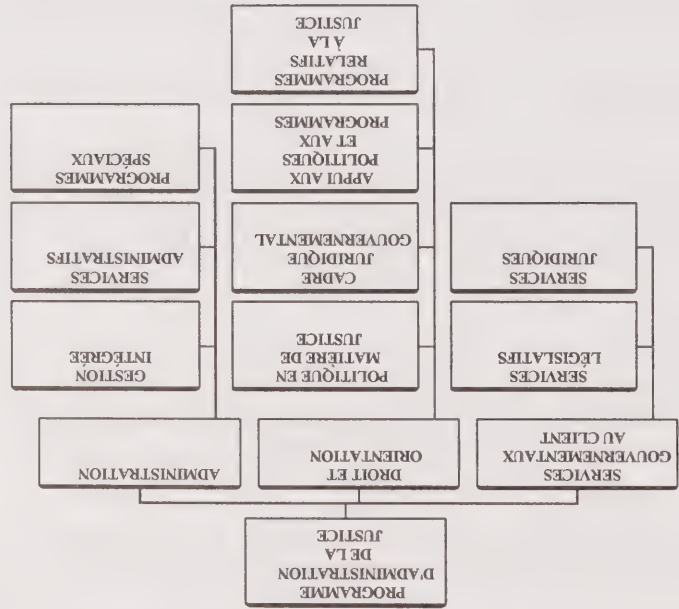 PROGRAMME
D'ADMINISTRATION
DE LA
JUSTICE
SERVICES
GOUVERNEMENTAUX
AU CLIENT
DROIT ET
ORIENTATION
ADMINISTRATION
SERVICES
LÉGISLATIFS
SERVICES
JURIDIQUES
POLITIQUE EN
MATIÈRE DE
JUSTICE
CADRE
JURIDIQUE
GOUVERNEMENTAL
APPUI AUX
POLITIQUES
ET AUX
PROGRAMMES
PROGRAMMES
RELATIFS
À LA
JUSTICE
GESTION
INTÉGRÉE
SERVICES
ADMINISTRATIFS
PROGRAMMES
SPÉCIAUX